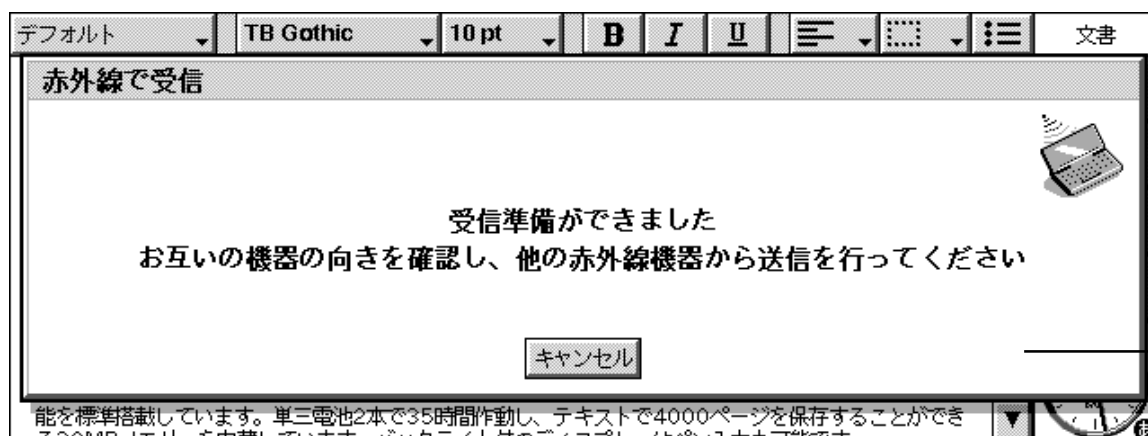 デフォルト TB Gothic 10 pt B I U 文書
赤外線で受信
受信準備ができました
お互いの機器の向きを確認し、他の赤外線機器から送信を行ってください
キャンセル
能を標準搭載しています。単三電池2本で35時間作動し、テキストで4000ページを保存することができ